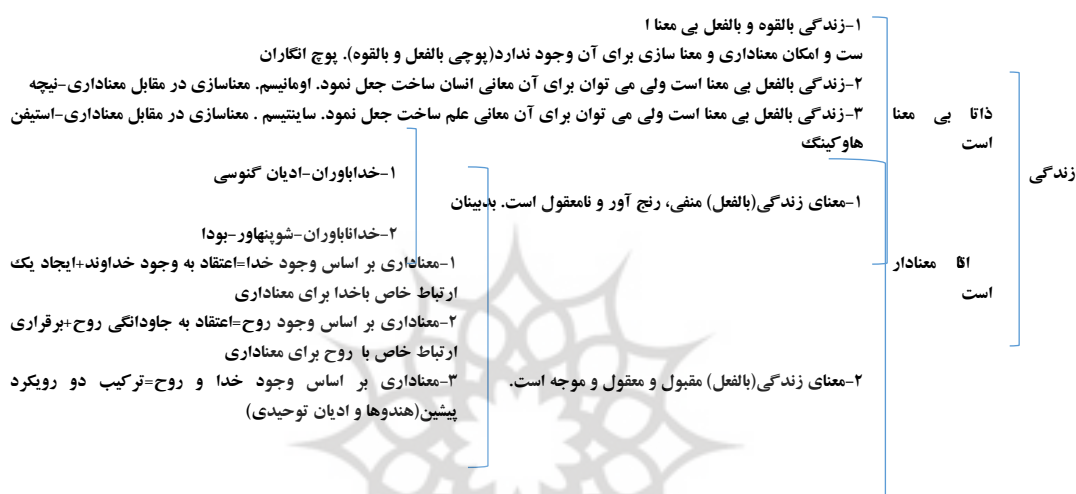 زندگی
ذاتا بی معنا
است
۱-زندگی بالقوه و بالفعل بی معنا ا
ست و امکان معناداری و معنا سازی برای آن وجود ندارد(پوچی بالفعل و بالقوه). پوچ انگاران
۲-زندگی بالفعل بی معنا است ولی می توان برای آن معانی انسان ساخت جعل نمود. اومانیسم. معناسازی در مقابل معناداری-نیچه
۳-زندگی بالفعل بی معنا است ولی می توان برای آن معانی علم ساخت جعل نمود. ساینتیسم . معناسازی در مقابل معناداری-استیفن
هاوکینگ
معنادار
است
۱-معنای زندگی(بالفعل) منفی، رنج آور و نامعقول است. بدبینان
۱-خداباوران-ادیان گنوسی
۲-خداناباوران-شوپنهاور-بودا
۲-معنای زندگی(بالفعل) مقبول و معقول و موجه است.
۱-معناداری بر اساس وجود خدا=اعتقاد به وجود خداوند+ایجاد یک
ارتباط خاص باخدا برای معناداری
۲-معناداری بر اساس وجود روح=اعتقاد به جاودانگی روح+برقراری
ارتباط خاص با روح برای معناداری
۳-معناداری بر اساس وجود خدا و روح=ترکیب دو رویکرد
پیشین(هندوها و ادیان توحیدی)